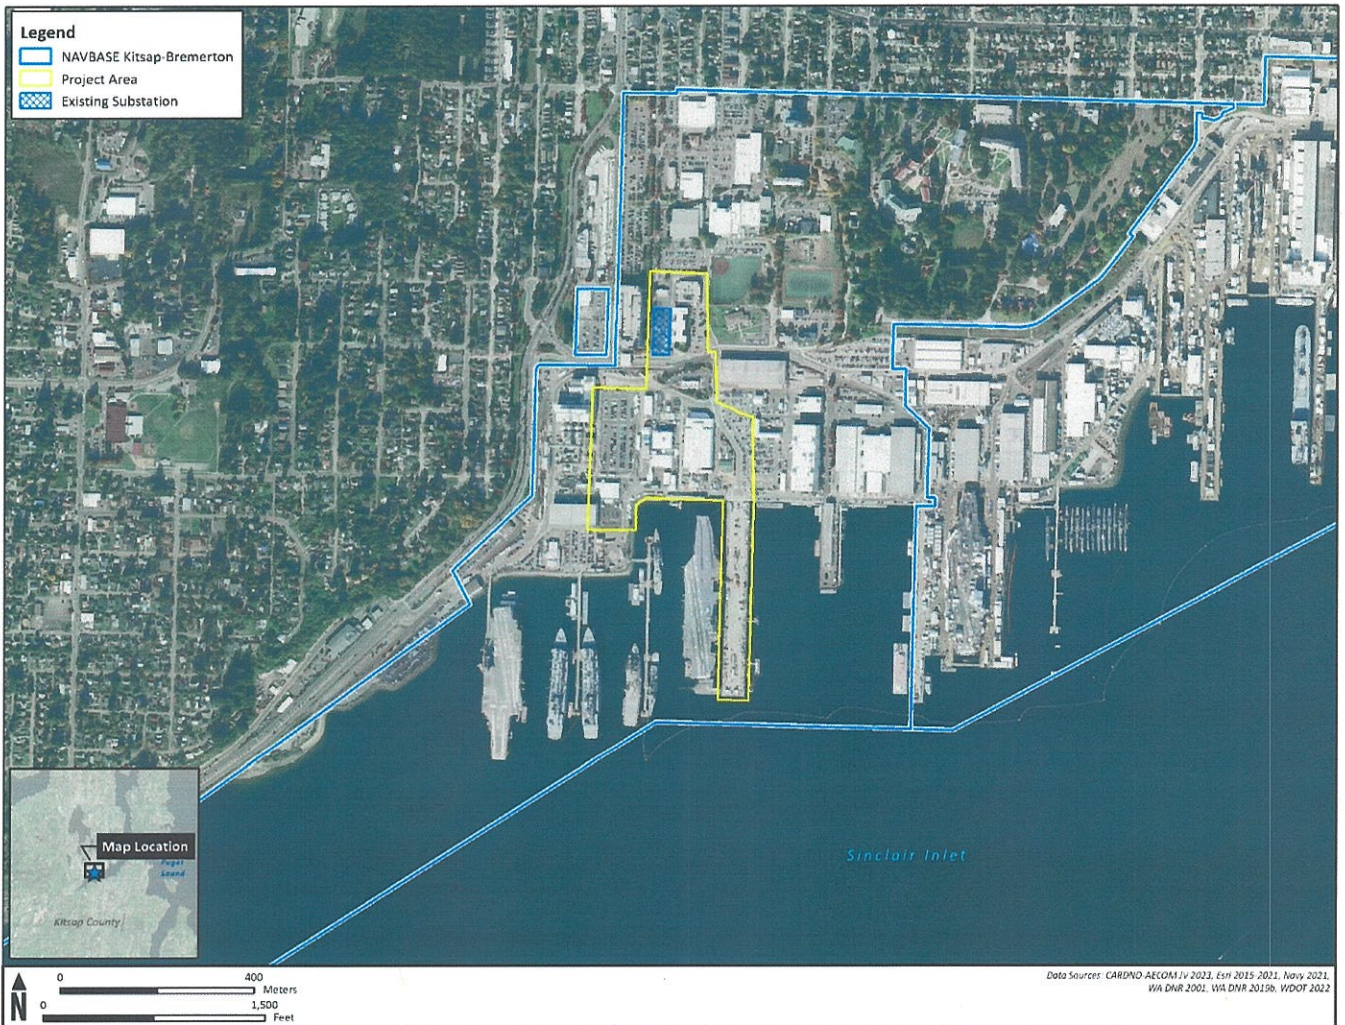 Legend
NAVBASE Kitsap-Bremerton
Project Area
Existing Substation
Map Location
Puget
Sound
Kitsap County
Sinclair Inlet
N
0 400
Meters
0 1,500
Feet
Data Sources: CARDNO-AECOM JV 2023, Esri 2015-2021, Navy 2021,
WA DNR 2001, WA DNR 2019b, WDOT 2022